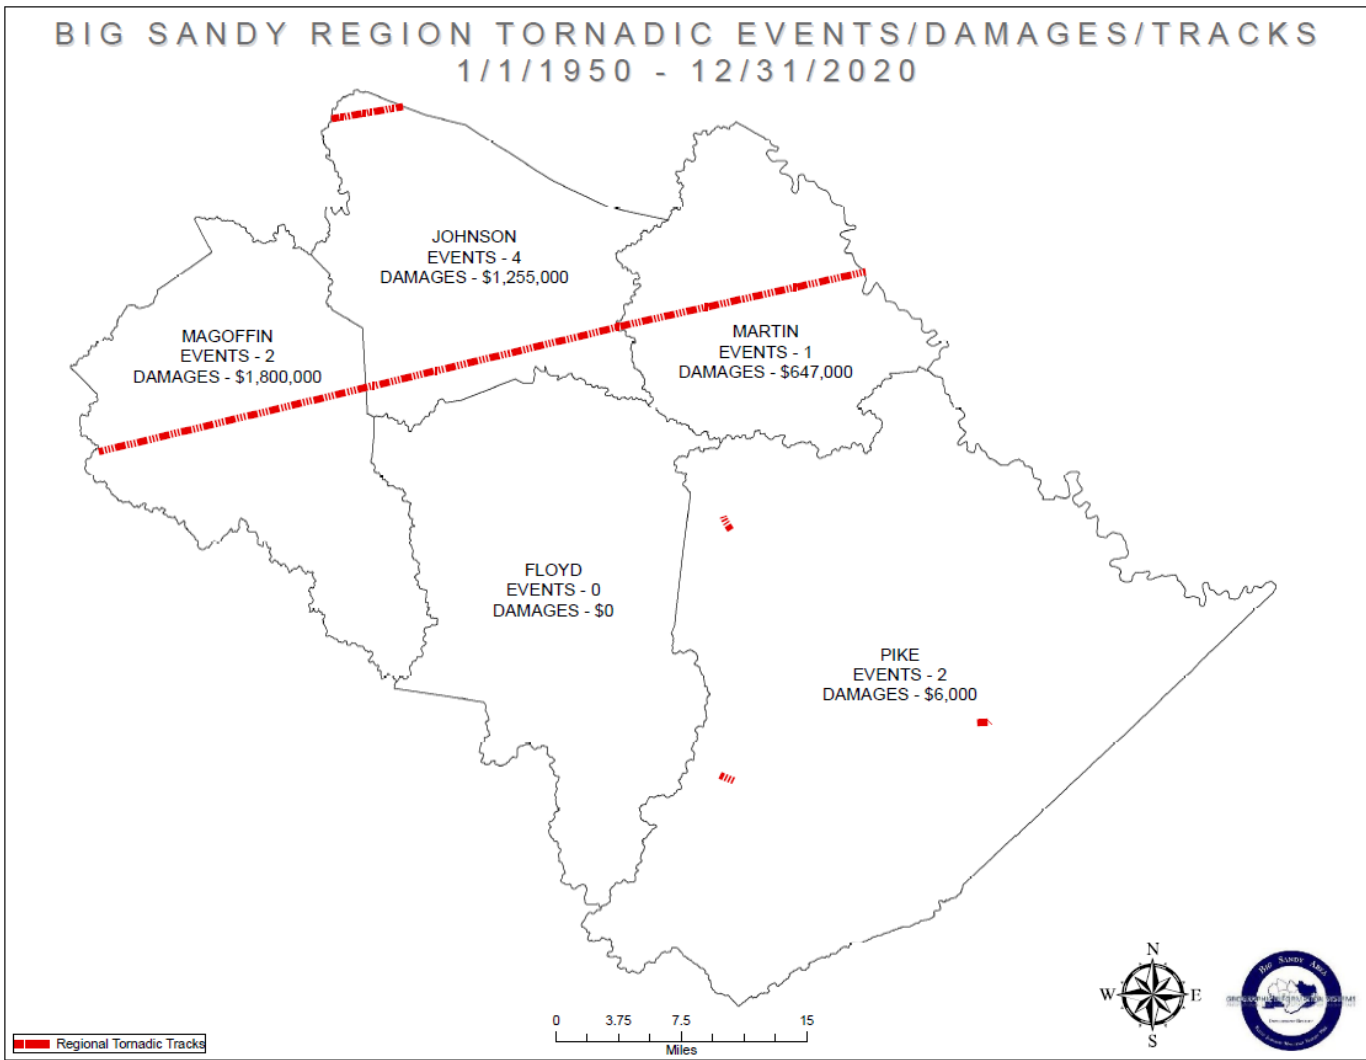 BIG SANDY REGION TORNADIC EVENTS/DAMAGES/TRACKS
1/1/1950 - 12/31/2020
JOHNSON
EVENTS - 4
DAMAGES - $1,255,000
MAGOFFIN
EVENTS - 2
DAMAGES - $1,800,000
MARTIN
EVENTS - 1
DAMAGES - $647,000
FLOYD
EVENTS - 0
DAMAGES - $0
PIKE
EVENTS - 2
DAMAGES - $6,000
N
W E
S
BIG SANDY AREA
0 3.75 7.5 15
Miles
Regional Tornadic Tracks